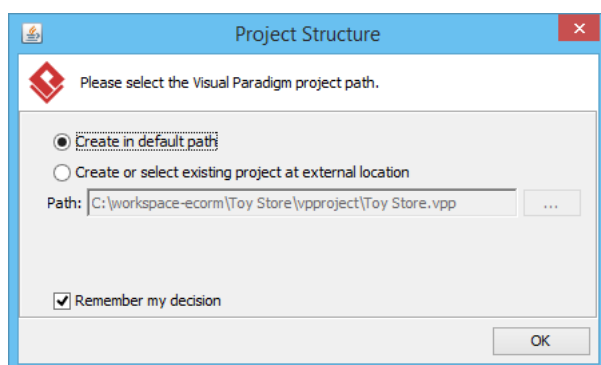 Project Structure
Please select the Visual Paradigm project path.
Create in default path
Create or select existing project at external location
Path: C:\workspace-ecorm\Toy Store\vpproject\Toy Store.vpp ...
Remember my decision
OK